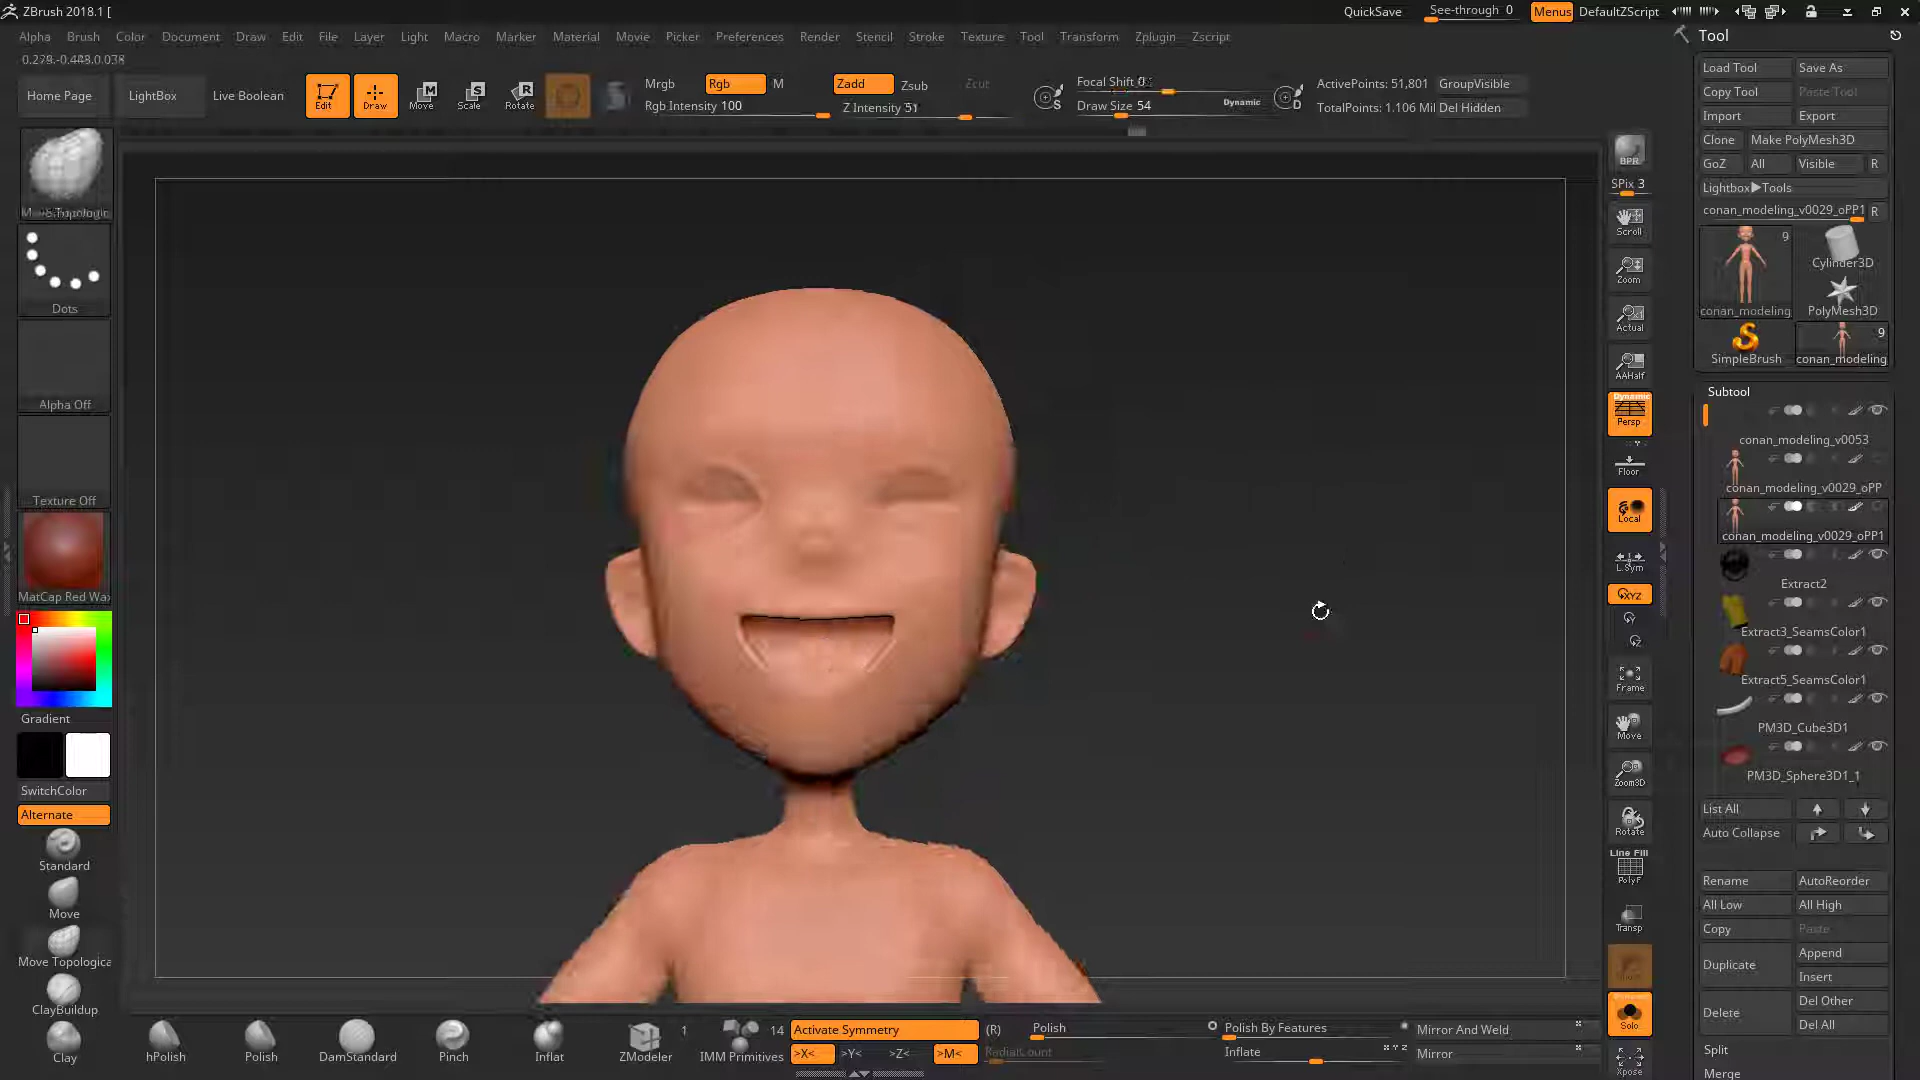 ZBrush 2018.1 [
QuickSave See-through 0 Menus DefaultZScript
Alpha Brush Color Document Draw Edit File Layer Light Macro Marker Material Movie Picker Preferences Render Stencil Stroke Texture Tool Transform Zplugin Zscript
Tool
Home Page LightBox Live Boolean
Edit Draw Move Scale Rotate
Mrgb Rgb M
Rgb Intensity 100
Zadd Zsub Zcut
Z Intensity 51
Focal Shift
Draw Size 54 Dynamic
ActivePoints: 51,801 GroupVisible
TotalPoints: 1.106 Mil Del Hidden
Load Tool Save As
Copy Tool Paste Tool
Import Export
Clone Make PolyMesh3D
GoZ All Visible R
Lightbox▶Tools
conan_modeling_v0029_oPP1 R
9
Cylinder3D
conan_modeling PolyMesh3D
9
SimpleBrush conan_modeling
Subtool
conan_modeling_v0053
conan_modeling_v0029_oPP
conan_modeling_v0029_oPP1
Extract2
Extract3_SeamsColor1
Extract5_SeamsColor1
PM3D_Cube3D1
PM3D_Sphere3D1_1
List All
Auto Collapse
Rename AutoReorder
All Low All High
Copy Paste
Duplicate Append
Insert
Delete Del Other
Del All
Split
Merge
BPR
SPix 3
Scroll
Zoom
Actual
AAHalf
Dynamic
Persp
Floor
Local
L.Sym
XYZ
Frame
Move
Zoom3D
Rotate
Line Fill
PolyF
Transp
Solo
Xpose
Dots
Alpha Off
Texture Off
MatCap Red Wax
Gradient
SwitchColor
Alternate
Standard
Move
Move Topologica
ClayBuildup
Clay
hPolish Polish DamStandard Pinch Inflat ZModeler 1 IMM Primitives 14
Activate Symmetry (R)
>X< >Y< >Z< >M< RadialCount
Polish Polish By Features Mirror And Weld
Inflate Mirror